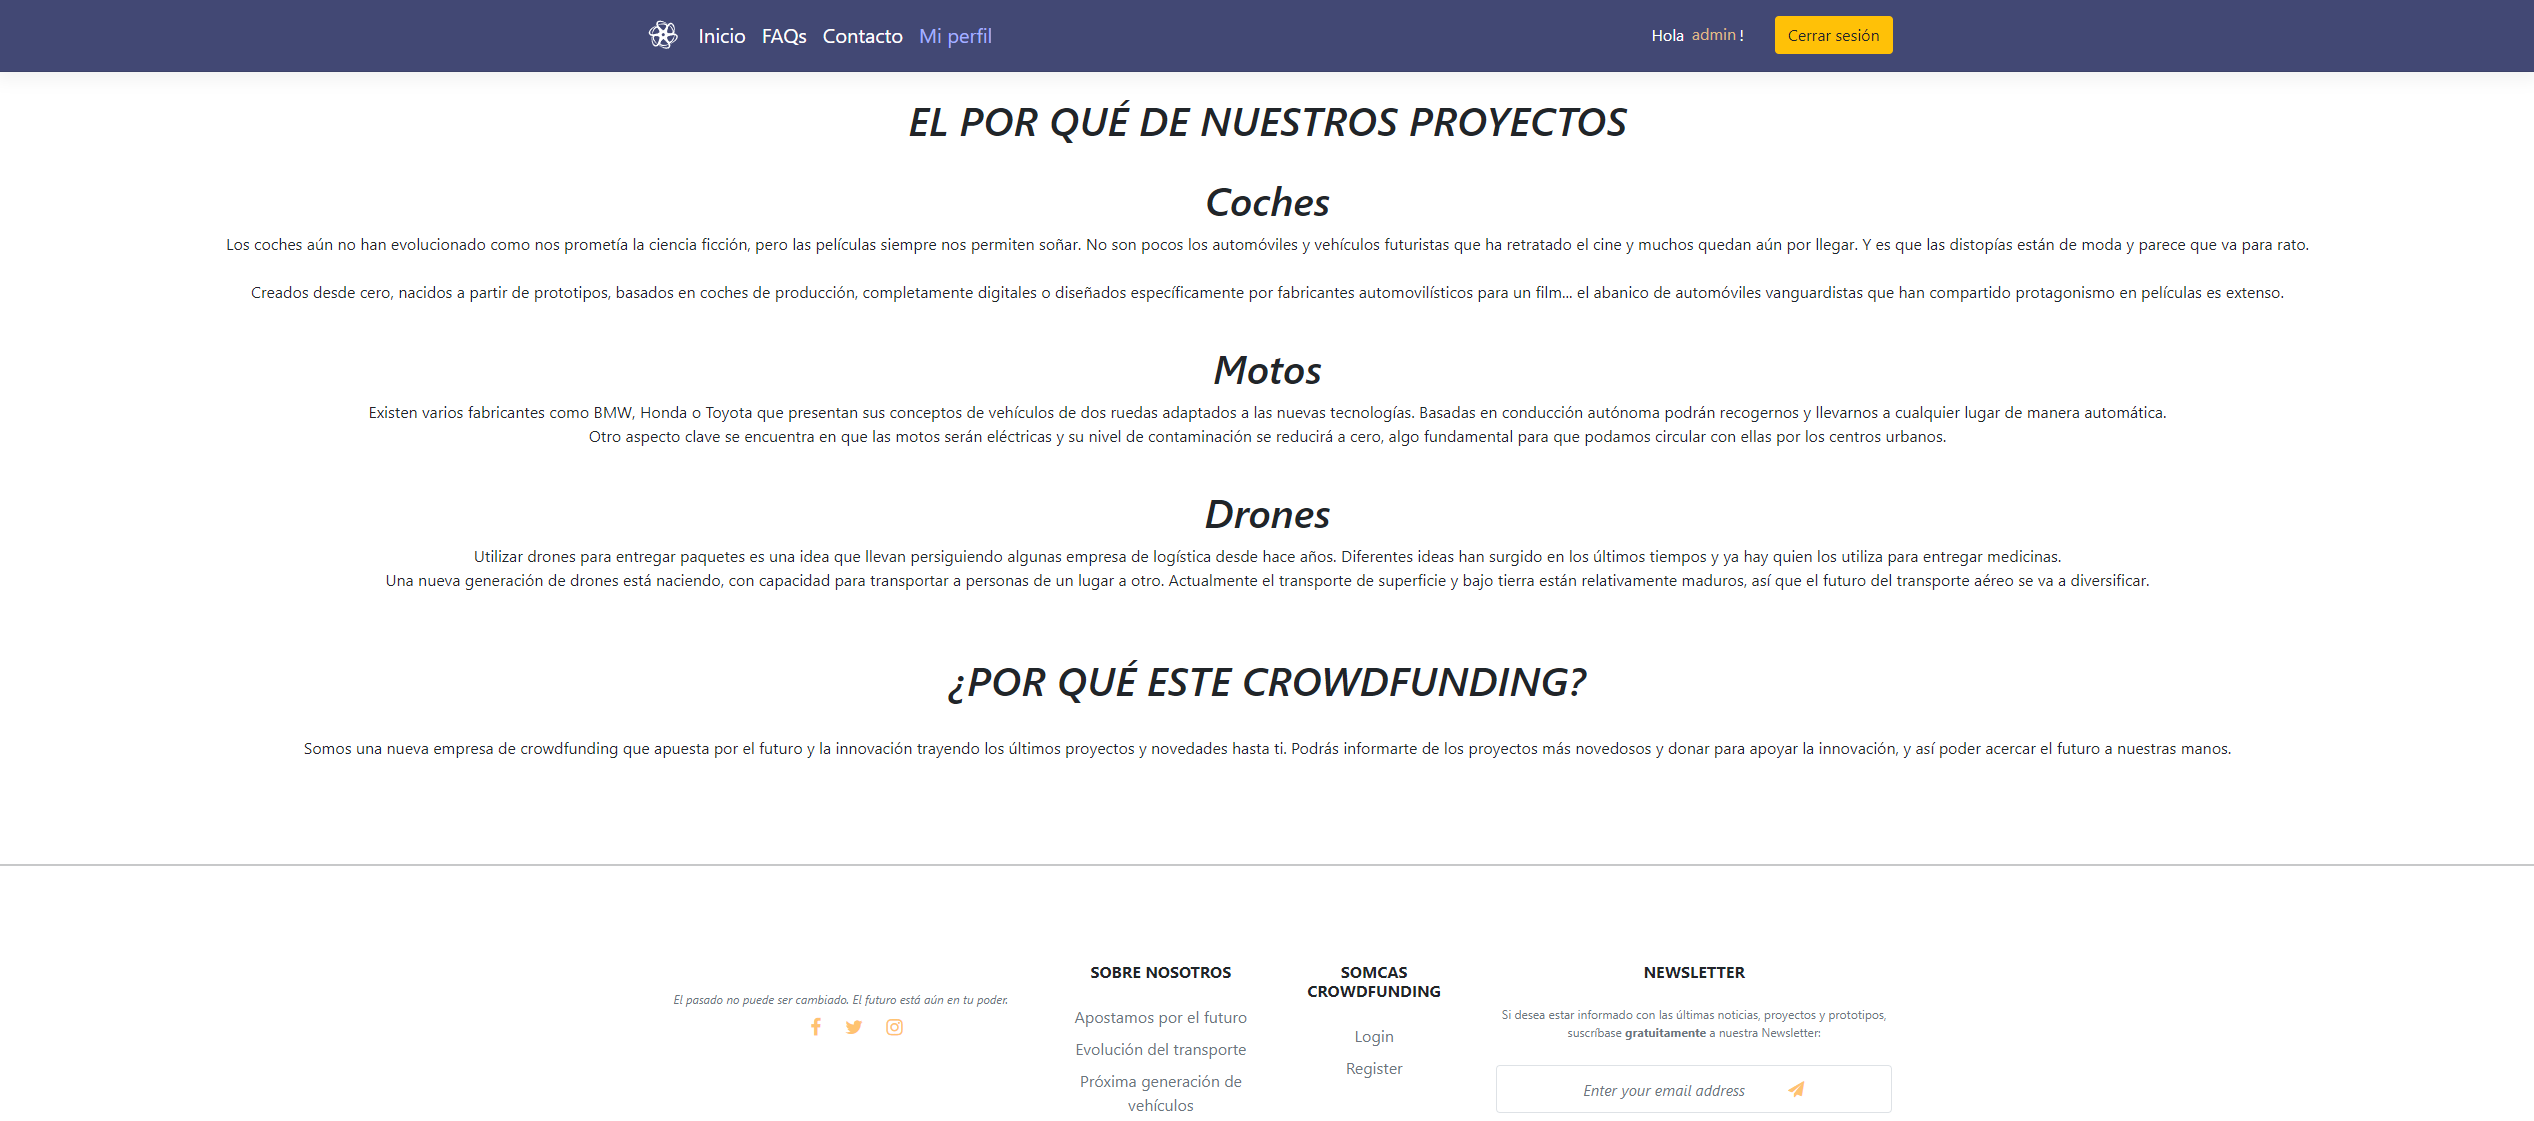 Inicio FAQs Contacto Mi perfil Hola admin ! Cerrar sesión
EL POR QUÉ DE NUESTROS PROYECTOS
Coches
Los coches aún no han evolucionado como nos prometía la ciencia ficción, pero las películas siempre nos permiten soñar. No son pocos los automóviles y vehículos futuristas que ha retratado el cine y muchos quedan aún por llegar. Y es que las distopías están de moda y parece que va para rato.
Creados desde cero, nacidos a partir de prototipos, basados en coches de producción, completamente digitales o diseñados específicamente por fabricantes automovilísticos para un film... el abanico de automóviles vanguardistas que han compartido protagonismo en películas es extenso.
Motos
Existen varios fabricantes como BMW, Honda o Toyota que presentan sus conceptos de vehículos de dos ruedas adaptados a las nuevas tecnologías. Basadas en conducción autónoma podrán recogernos y llevarnos a cualquier lugar de manera automática.
Otro aspecto clave se encuentra en que las motos serán eléctricas y su nivel de contaminación se reducirá a cero, algo fundamental para que podamos circular con ellas por los centros urbanos.
Drones
Utilizar drones para entregar paquetes es una idea que llevan persiguiendo algunas empresa de logística desde hace años. Diferentes ideas han surgido en los últimos tiempos y ya hay quien los utiliza para entregar medicinas.
Una nueva generación de drones está naciendo, con capacidad para transportar a personas de un lugar a otro. Actualmente el transporte de superficie y bajo tierra están relativamente maduros, así que el futuro del transporte aéreo se va a diversificar.
¿POR QUÉ ESTE CROWDFUNDING?
Somos una nueva empresa de crowdfunding que apuesta por el futuro y la innovación trayendo los últimos proyectos y novedades hasta ti. Podrás informarte de los proyectos más novedosos y donar para apoyar la innovación, y así poder acercar el futuro a nuestras manos.
El pasado no puede ser cambiado. El futuro está aún en tu poder.
SOBRE NOSOTROS
Apostamos por el futuro
Evolución del transporte
Próxima generación de
vehículos
SOMCAS
CROWDFUNDING
Login
Register
NEWSLETTER
Si desea estar informado con las últimas noticias, proyectos y prototipos,
suscríbase gratuitamente a nuestra Newsletter:
Enter your email address